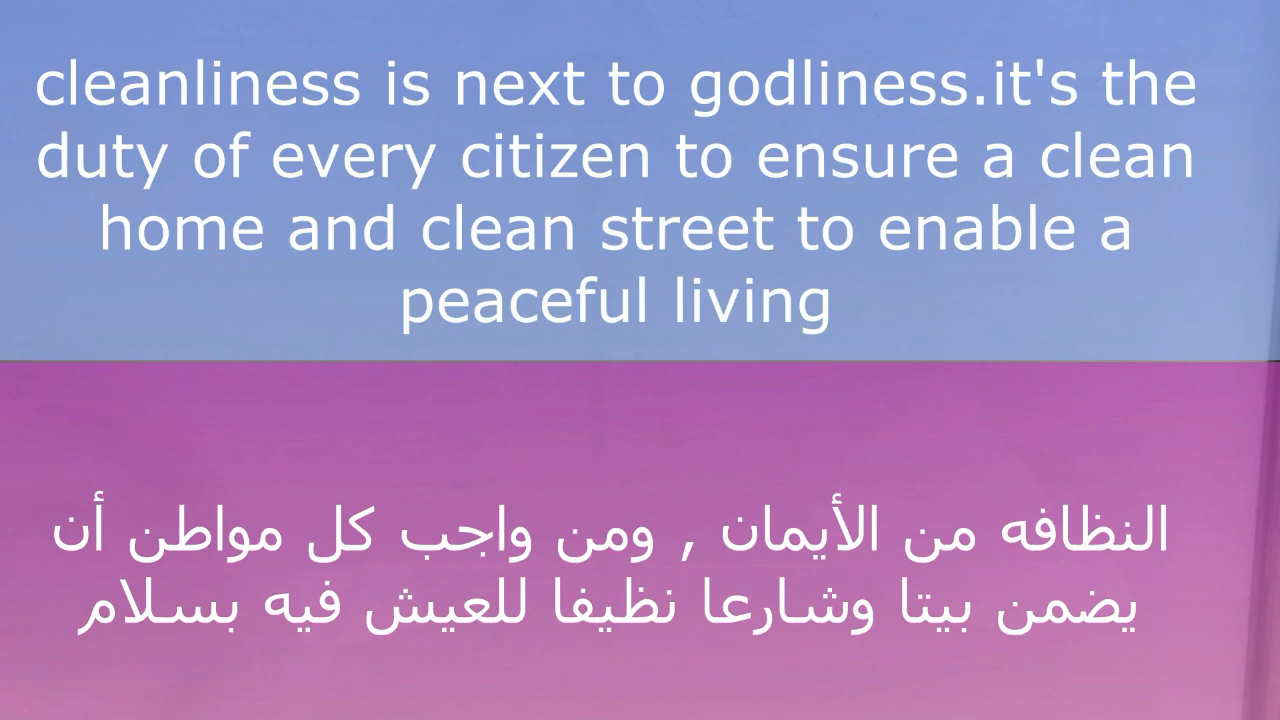 cleanliness is next to godliness.it's the
duty of every citizen to ensure a clean
home and clean street to enable a
peaceful living
النظافه من الأيمان , ومن واجب كل مواطن أن
يضمن بيتا وشارعا نظيفا للعيش فيه بسلام